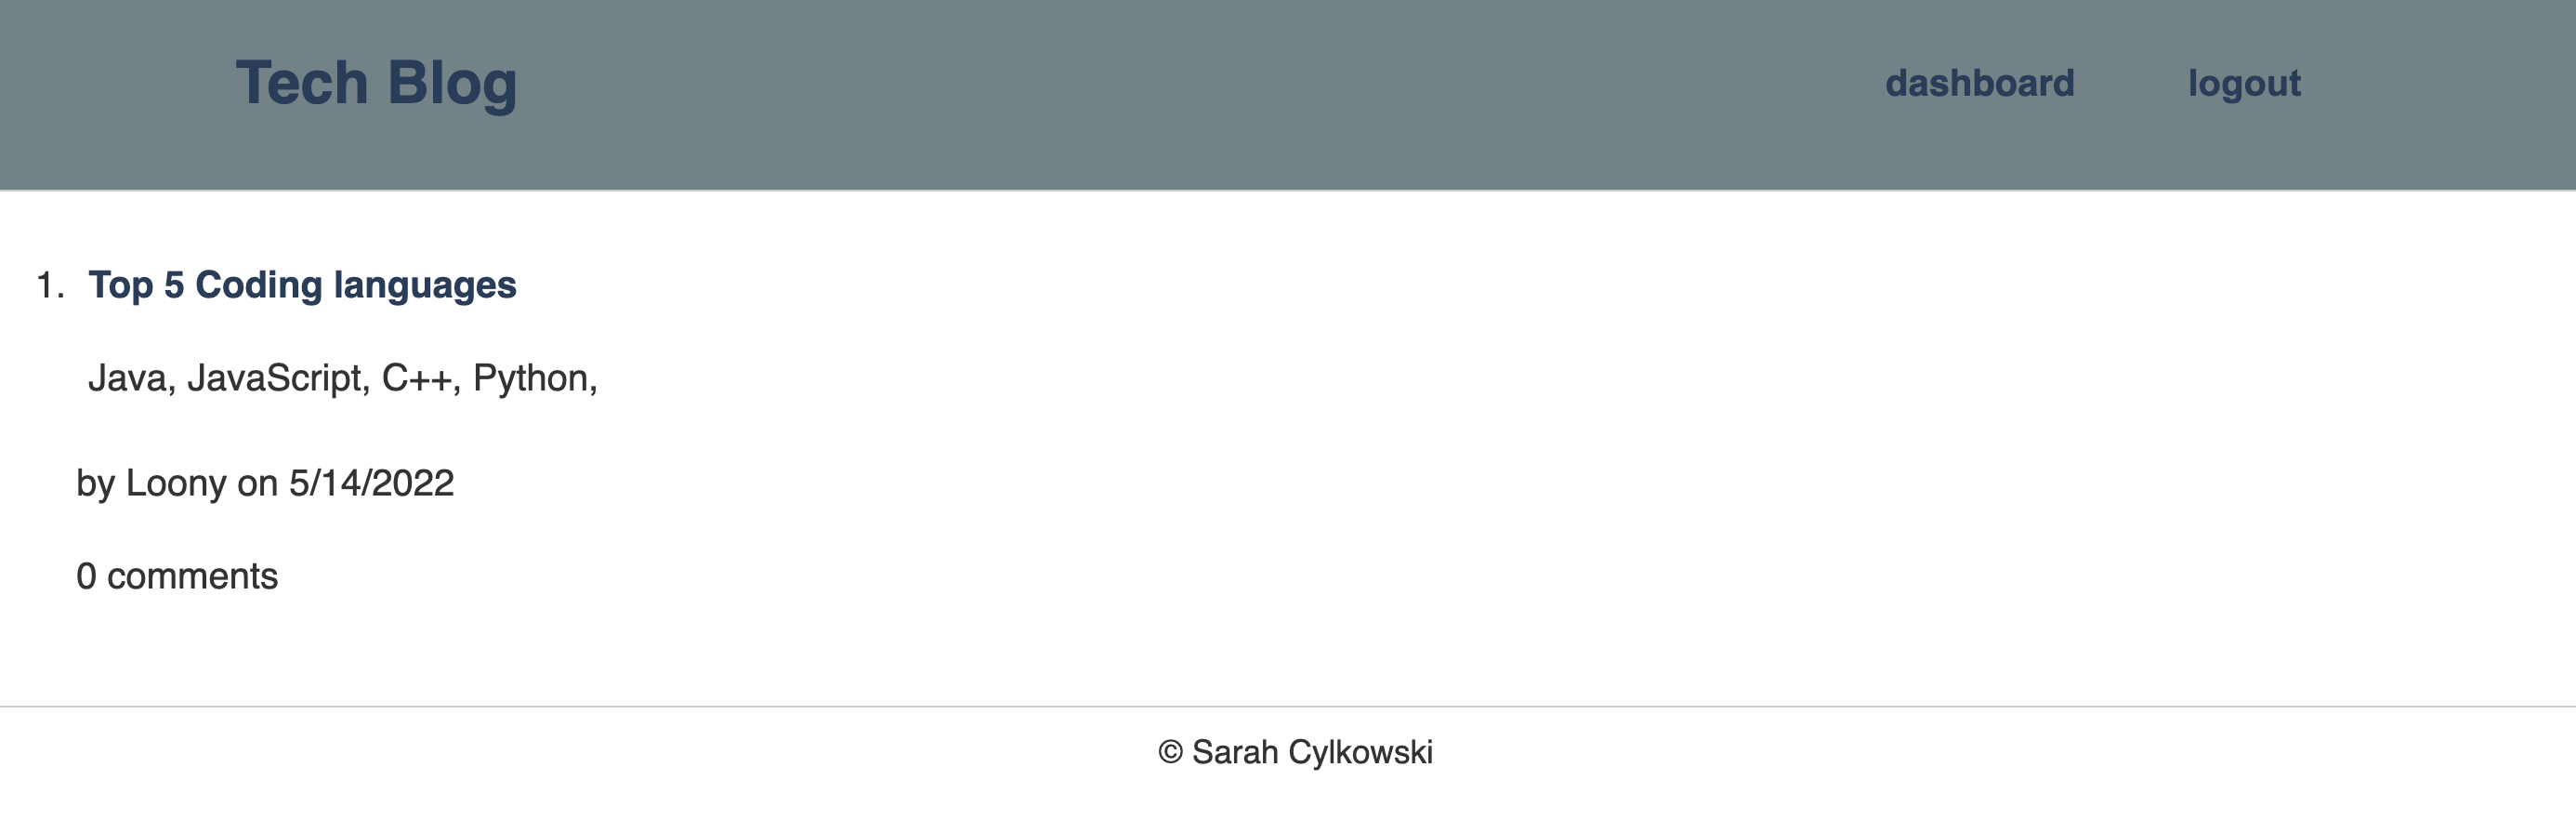 Tech Blog
dashboard logout
1. Top 5 Coding languages
Java, JavaScript, C++, Python,
by Loony on 5/14/2022
0 comments
© Sarah Cylkowski